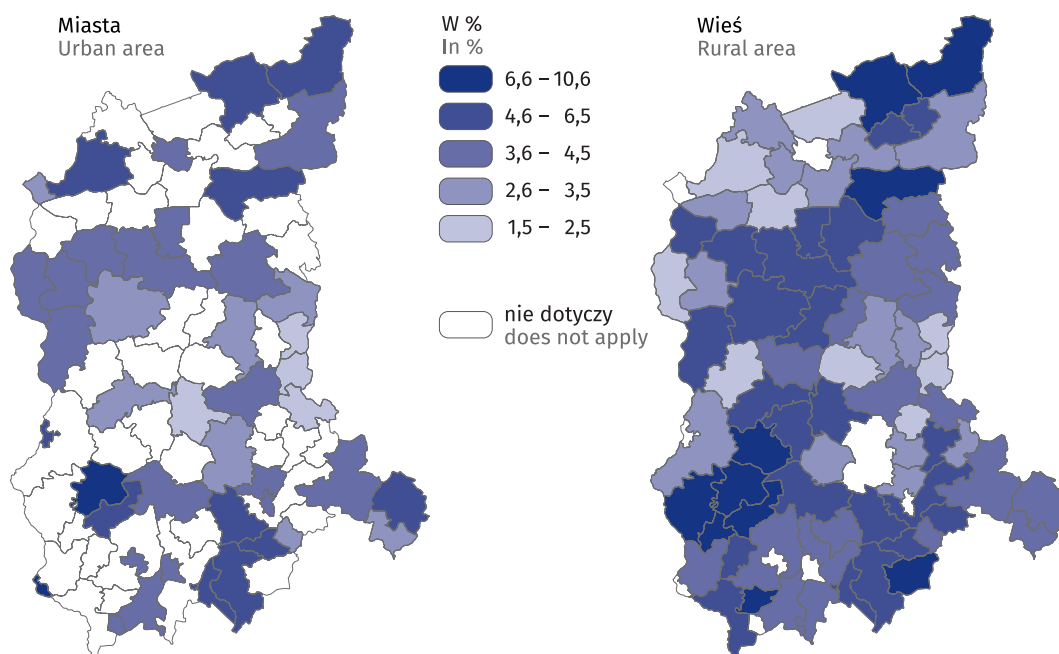 Miasta
Urban area
W %
In %
6,6 – 10,6
4,6 – 6,5
3,6 – 4,5
2,6 – 3,5
1,5 – 2,5
nie dotyczy
does not apply
Wieś
Rural area